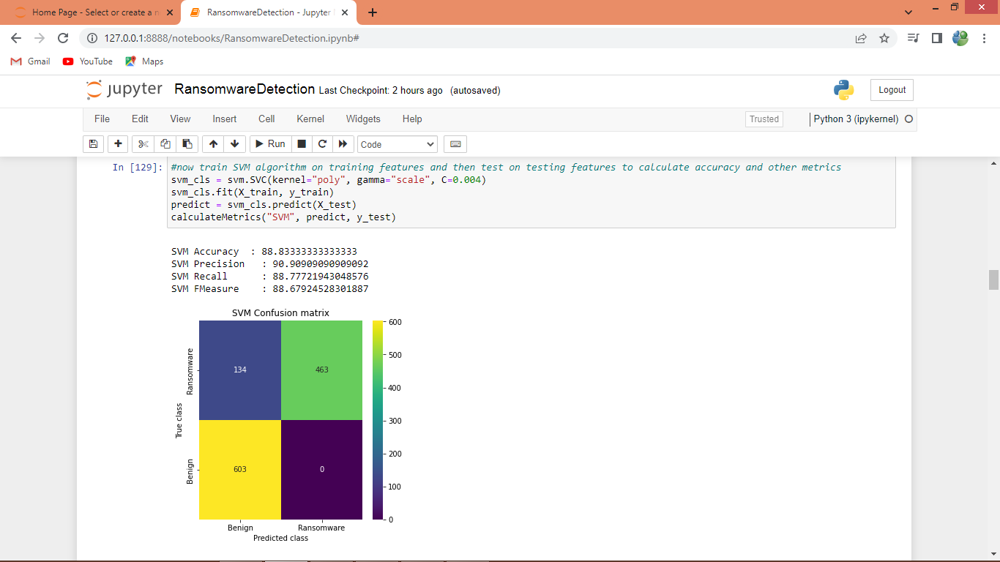 Home Page - Select or create a n
RansomwareDetection - Jupyter
127.0.0.1:8888/notebooks/RansomwareDetection.ipynb#
Gmail YouTube Maps
jupyter RansomwareDetection Last Checkpoint: 2 hours ago (autosaved) Logout
File Edit View Insert Cell Kernel Widgets Help Trusted Python 3 (ipykernel)
Run Code
In [129]: #now train SVM algorithm on training features and then test on testing features to calculate accuracy and other metrics
svm_cls = svm.SVC(kernel="poly", gamma="scale", C=0.004)
svm_cls.fit(X_train, y_train)
predict = svm_cls.predict(X_test)
calculateMetrics("SVM", predict, y_test)
SVM Accuracy : 88.83333333333333
SVM Precision : 90.90909090909092
SVM Recall : 88.77721943048576
SVM FMeasure : 88.67924528301887
SVM Confusion matrix
True class
Ransomware
134 463
Benign
603 0
Benign Ransomware
Predicted class
600
500
400
300
200
100
0